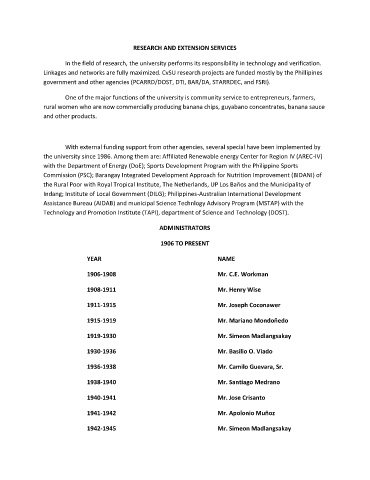 RESEARCH AND EXTENSION SERVICES
In the field of research, the university performs its responsibility in technology and verification.
Linkages and networks are fully maximized. CvSU research projects are funded mostly by the Phillipines
government and other agencies (PCARRD/DOST, DTI, BAR/DA, STARRDEC, and FSRI).
One of the major functions of the university is community service to entrepreneurs, farmers,
rural women who are now commercially producing banana chips, guyabano concentrates, banana sauce
and other products.
With external funding support from other agencies, several special have been implemented by
the university since 1986. Among them are: Affiliated Renewable energy Center for Region IV (AREC-IV)
with the Department of Energy (DoE); Sports Development Program with the Philippine Sports
Commission (PSC); Barangay Integrated Development Approach for Nutrition Improvement (BIDANI) of
the Rural Poor with Royal Tropical Institute, The Netherlands, UP Los Baños and the Municipality of
Indang; Institute of Local Government (DILG); Philippines-Australian International Development
Assistance Bureau (AIDAB) and municipal Science Technlogy Advisory Program (MSTAP) with the
Technology and Promotion Institute (TAPI), department of Science and Technology (DOST).
ADMINISTRATORS
1906 TO PRESENT
YEAR NAME
1906-1908 Mr. C.E. Workman
1908-1911 Mr. Henry Wise
1911-1915 Mr. Joseph Coconawer
1915-1919 Mr. Mariano Mondoñedo
1919-1930 Mr. Simeon Madlangsakay
1930-1936 Mr. Basilio O. Viado
1936-1938 Mr. Camilo Guevara, Sr.
1938-1940 Mr. Santiago Medrano
1940-1941 Mr. Jose Crisanto
1941-1942 Mr. Apolonio Muñoz
1942-1945 Mr. Simeon Madlangsakay